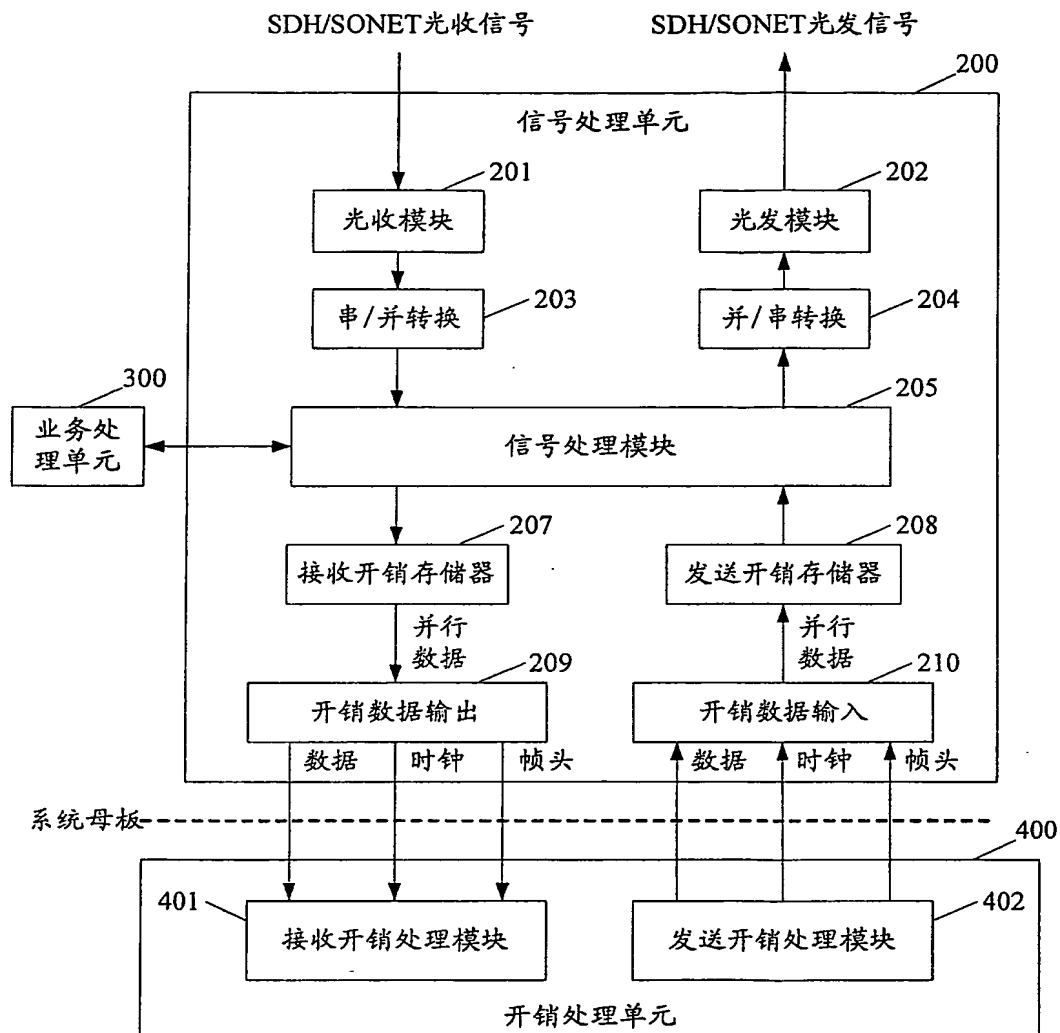 SDH/SONET光收信号
SDH/SONET光发信号
200
信号处理单元
201
202
光收模块
光发模块
203
204
串/并转换
并/串转换
300
205
业务处
理单元
信号处理模块
207
208
接收开销存储器
发送开销存储器
并行
数据
并行
数据
209
210
开销数据输出
开销数据输入
数据
时钟
帧头
数据
时钟
帧头
系统母板
400
401
402
接收开销处理模块
发送开销处理模块
开销处理单元